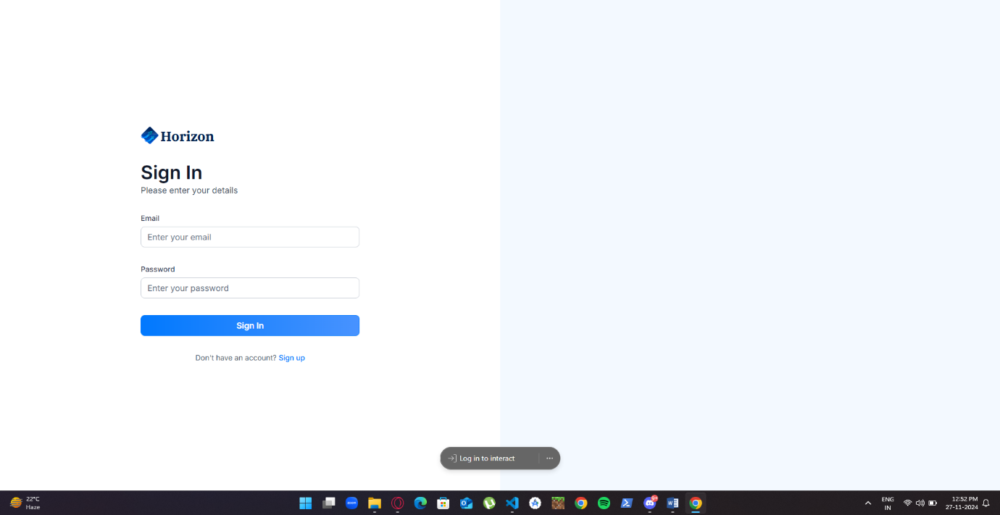 Horizon
Sign In
Please enter your details
Email
Enter your email
Password
Enter your password
Sign In
Don't have an account? Sign up
Log in to interact
22°C
Haze
zoom
9+
ENG
IN
12:52 PM
27-11-2024